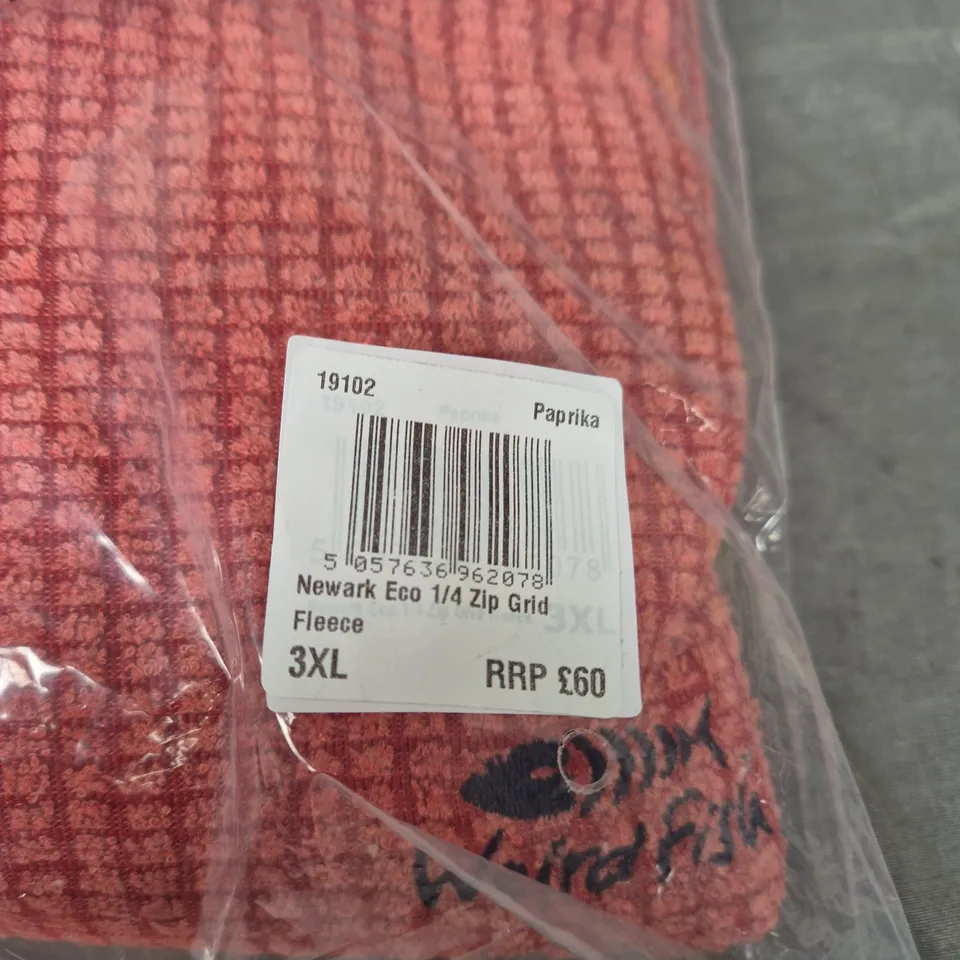 19102
Paprika
5 057636 962078
Newark Eco 1/4 Zip Grid
Fleece
3XL
RRP £60
Weird Fish